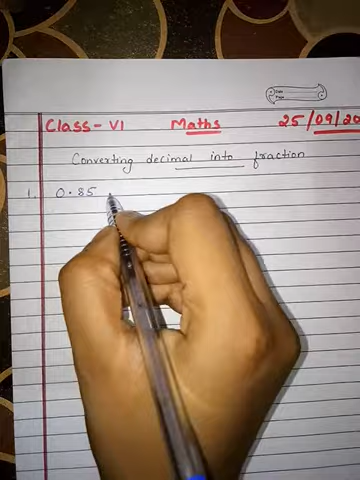 Class - VI Maths 25/09/20
Converting decimal into fraction
1. 0.85